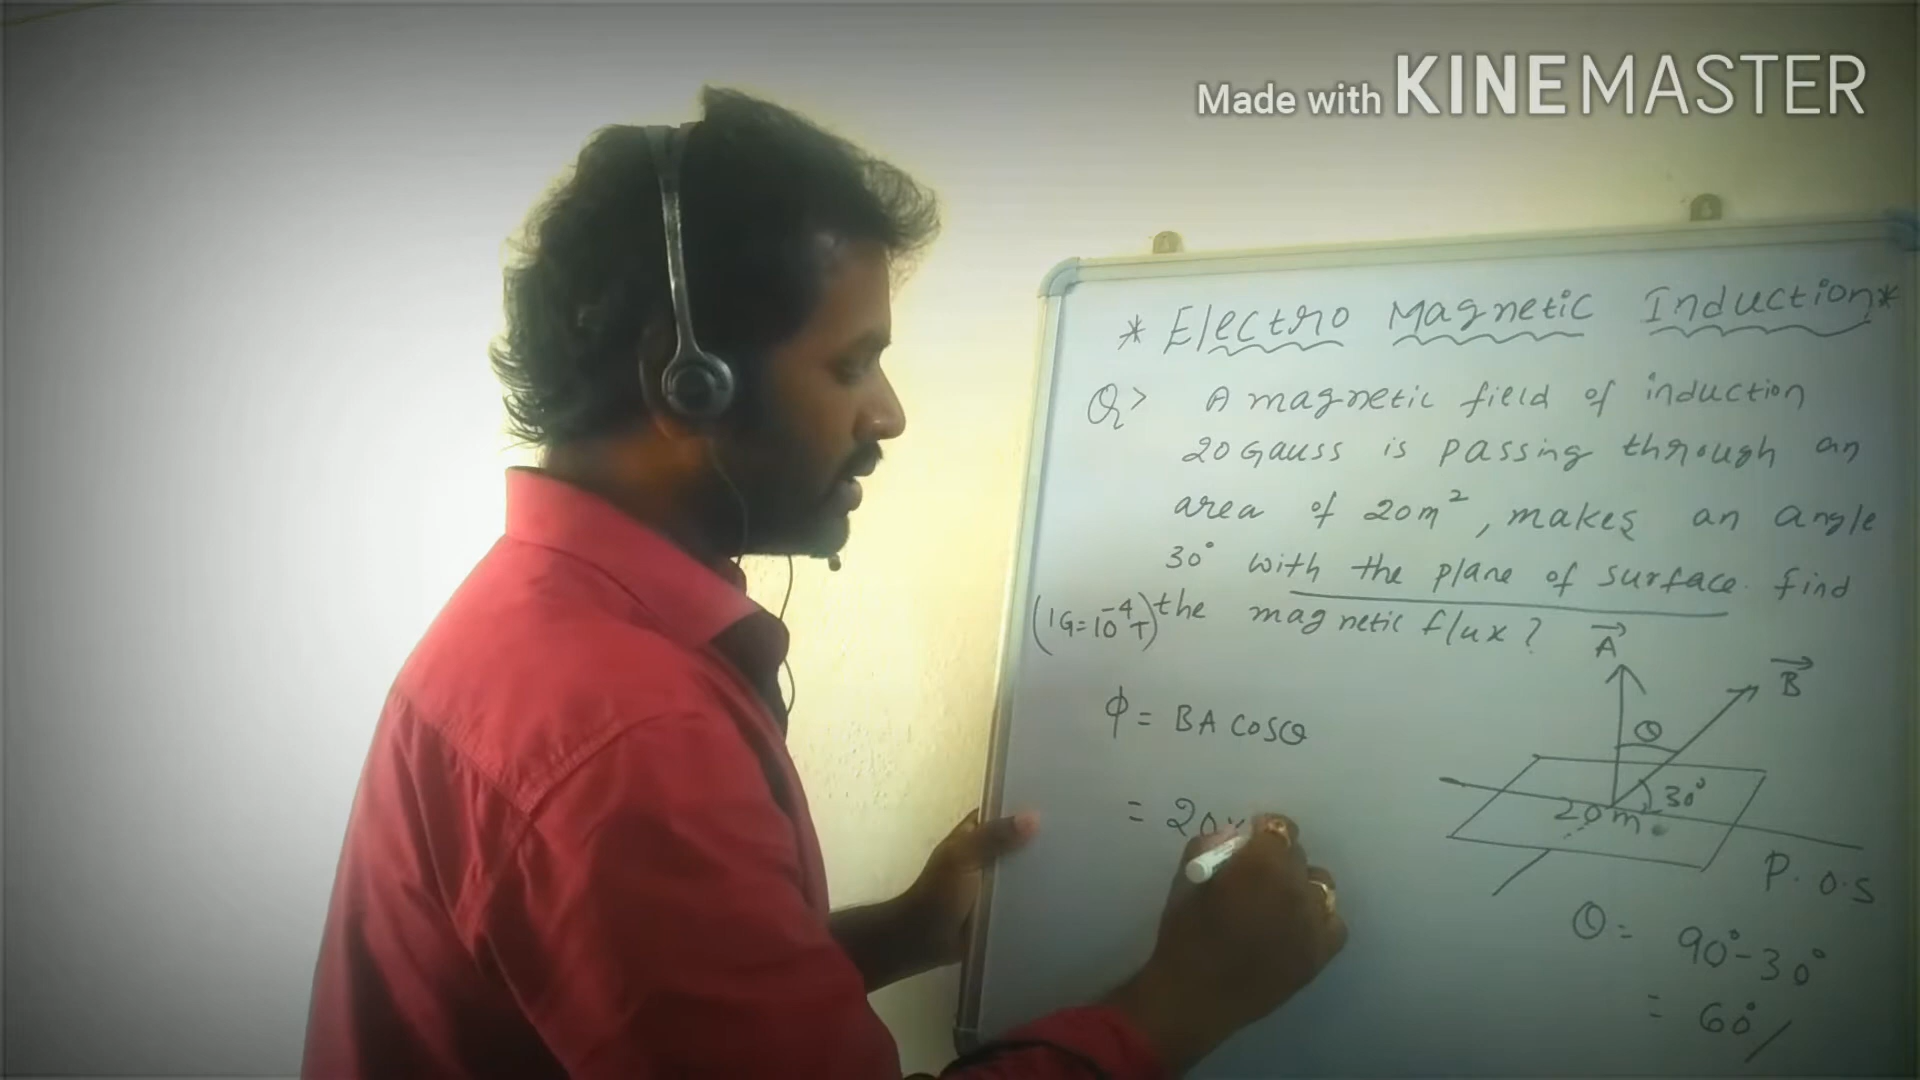 Made with KINEMASTER
* Electro Magnetic Induction *
Q> A magnetic field of induction
20 Gauss is passing through an
area of 20m², makes an angle
30° with the plane of surface. find
(1G=10⁻⁴T) the magnetic flux?
A
B
ϕ = BA cosθ
θ
30°
20m
= 20x
P.O.S
θ = 90°-30°
= 60°